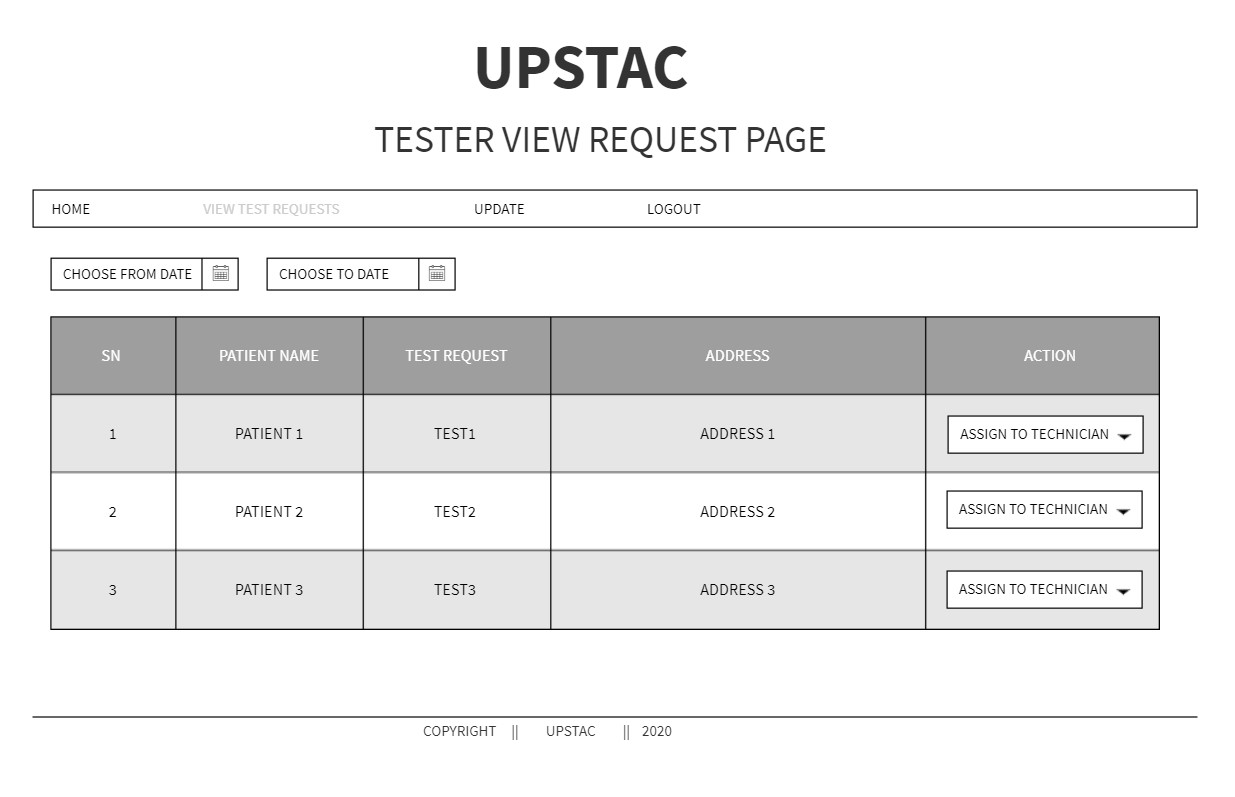 UPSTAC
TESTER VIEW REQUEST PAGE
HOME VIEW TEST REQUESTS UPDATE LOGOUT
CHOOSE FROM DATE CHOOSE TO DATE
SN PATIENT NAME TEST REQUEST ADDRESS ACTION
1 PATIENT 1 TEST1 ADDRESS 1 ASSIGN TO TECHNICIAN
2 PATIENT 2 TEST2 ADDRESS 2 ASSIGN TO TECHNICIAN
3 PATIENT 3 TEST3 ADDRESS 3 ASSIGN TO TECHNICIAN
COPYRIGHT || UPSTAC || 2020